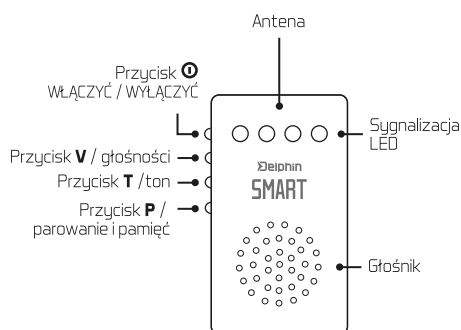 Antena
Przycisk
WŁĄCZYĆ / WYŁĄCZYĆ
Sygnalizacja
LED
Przycisk V / głośności
Przycisk T /ton
Przycisk P /
parowanie i pamięć
Delphin
SMART
Głośnik